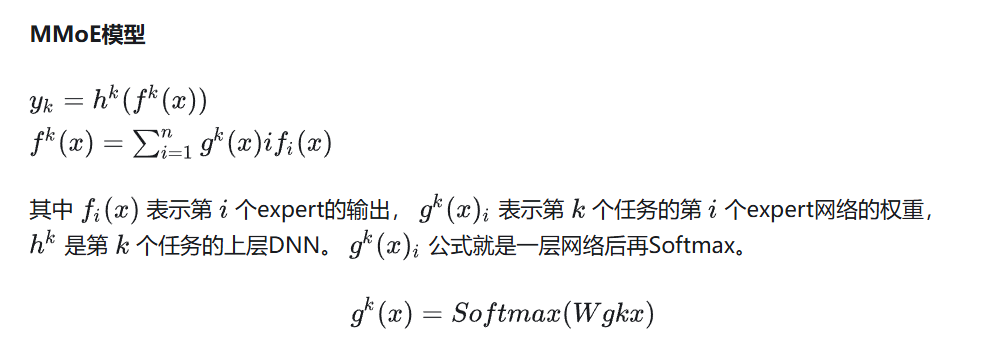 MMoE模型
$y_k = h^k(f^k(x))$
$f^k(x) = \sum_{i=1}^{n} g^k(x)if_i(x)$
其中 $f_i(x)$ 表示第 $i$ 个expert的输出， $g^k(x)_i$ 表示第 $k$ 个任务的第 $i$ 个expert网络的权重，
$h^k$ 是第 $k$ 个任务的上层DNN。 $g^k(x)_i$ 公式就是一层网络后再Softmax。
$g^k(x) = Softmax(Wgkx)$